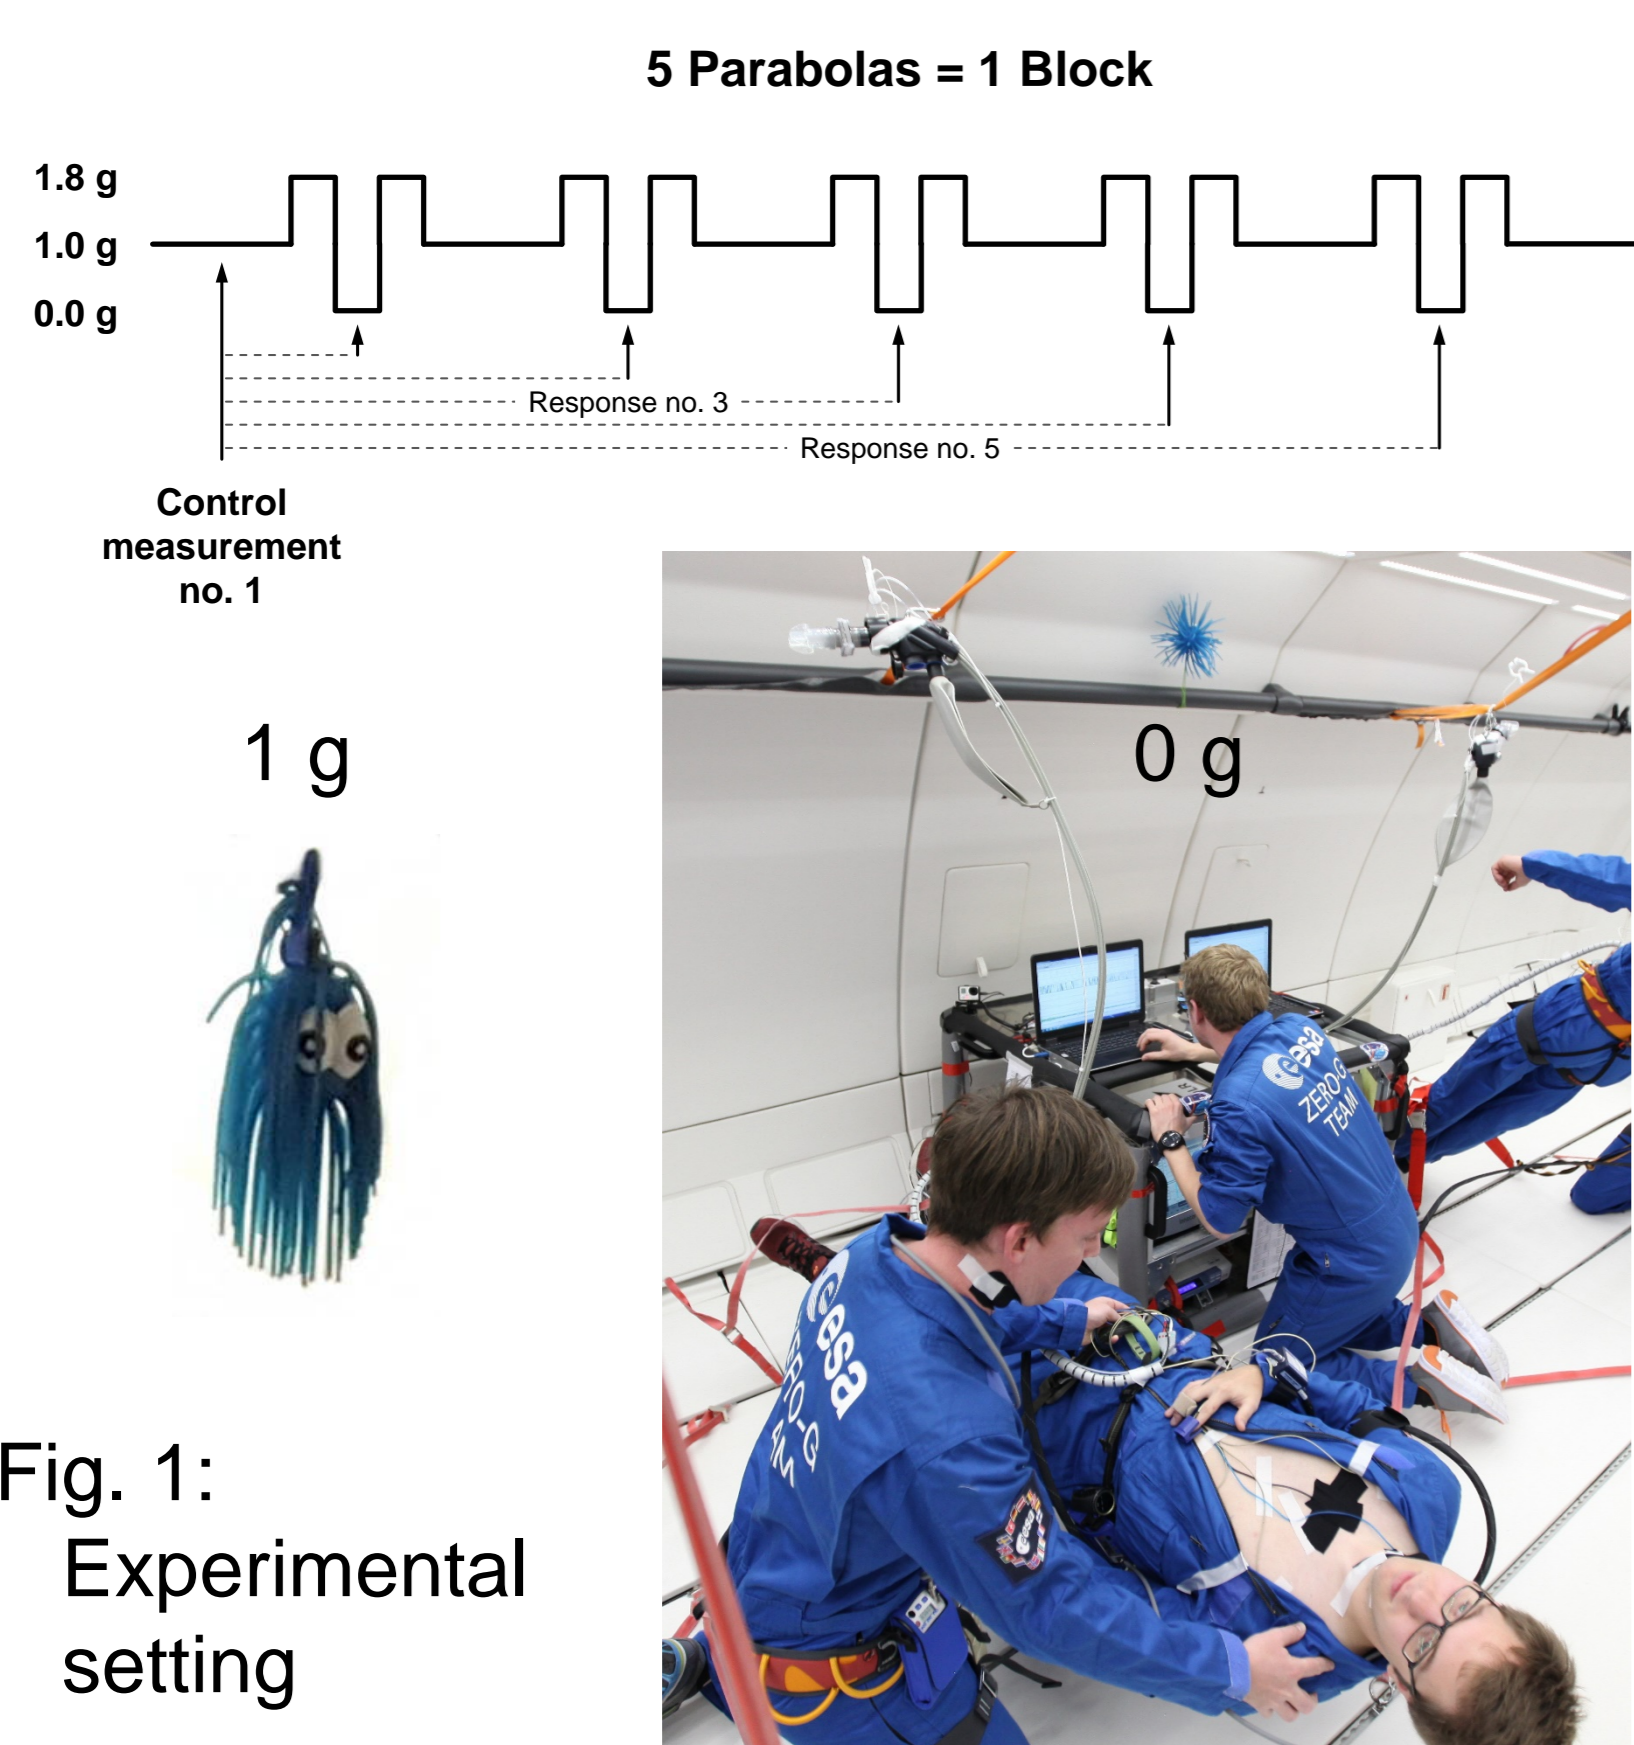 5 Parabolas = 1 Block
1.8 g
1.0 g
0.0 g
Response no. 3
Response no. 5
Control
measurement
no. 1
1 g
0 g
esa
ZERO-G
TEAM
esa
esa
Fig. 1:
Experimental
setting